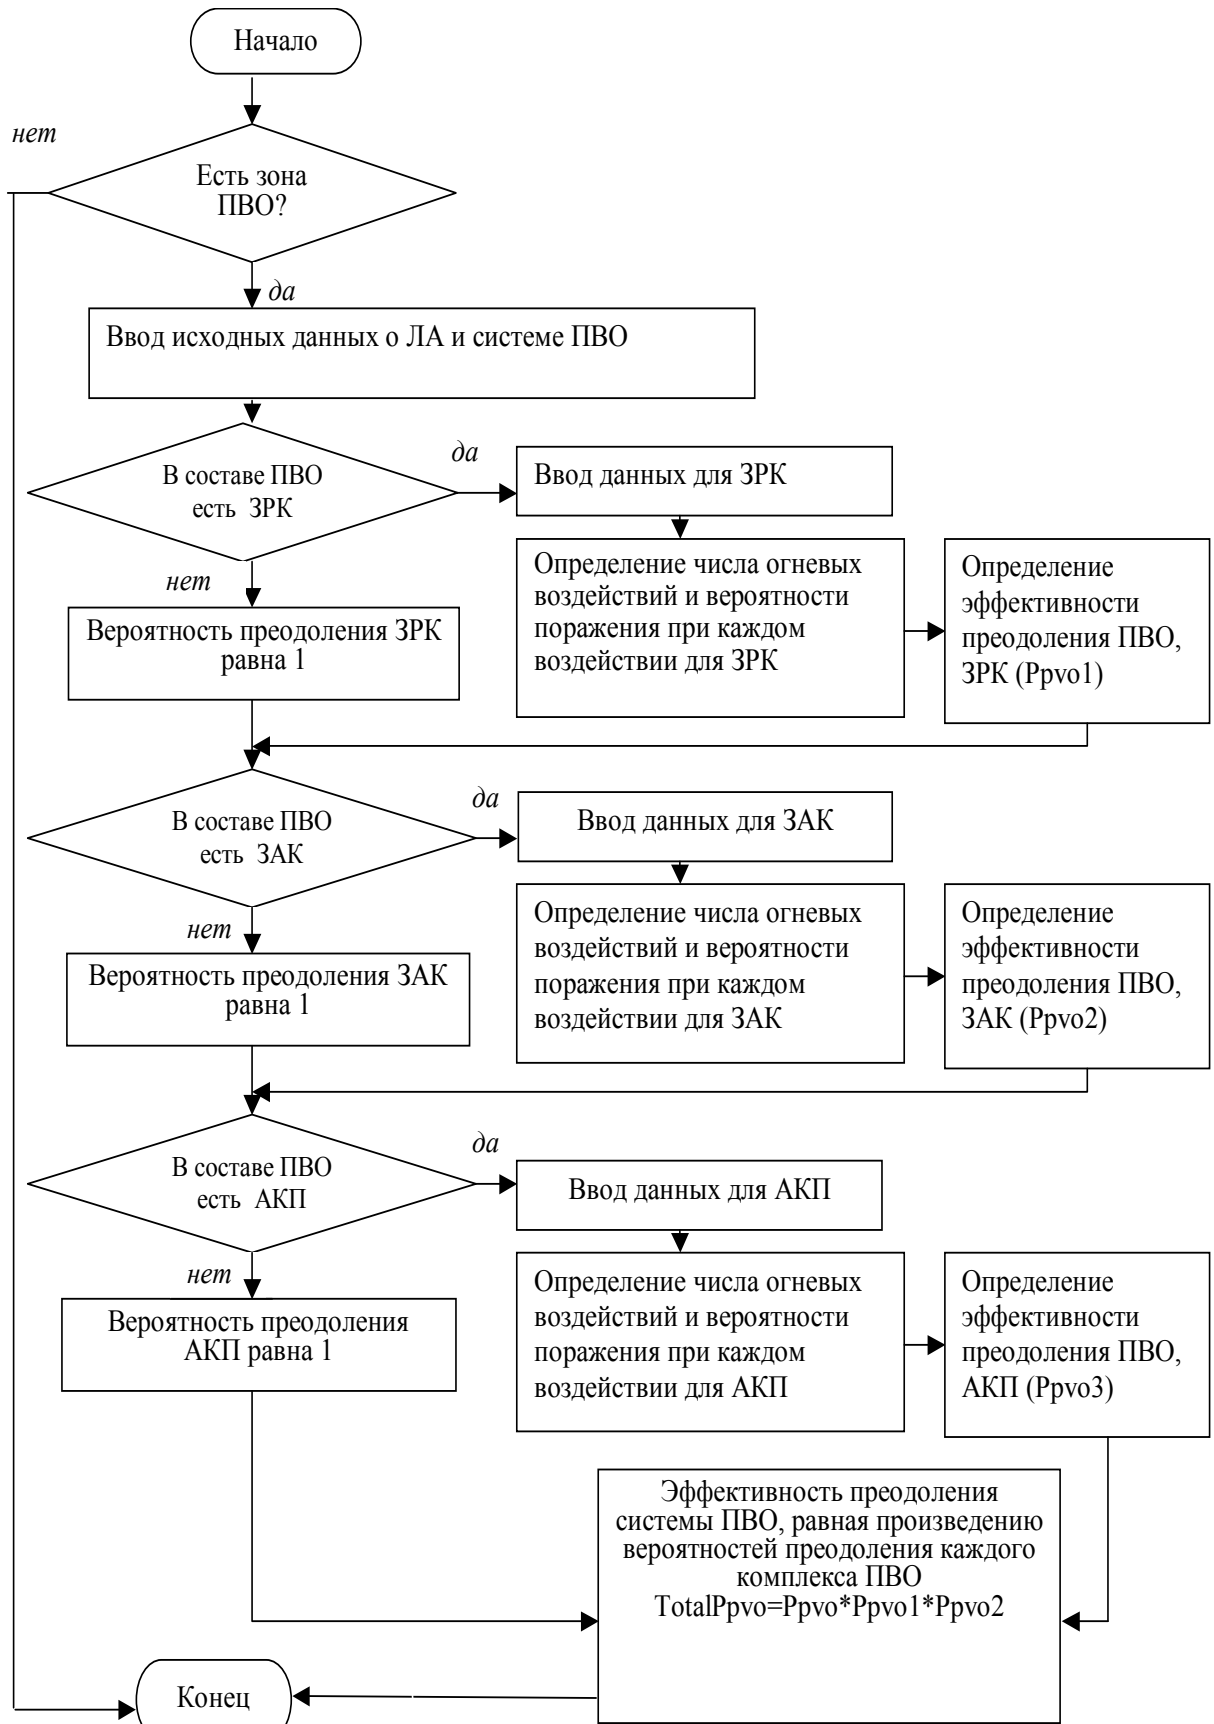 Начало
нет
Есть зона
ПВО?
да
Ввод исходных данных о ЛА и системе ПВО
В составе ПВО
есть ЗРК
да
Ввод данных для ЗРК
нет
Вероятность преодоления ЗРК
равна 1
Определение числа огневых
воздействий и вероятности
поражения при каждом
воздействии для ЗРК
Определение
эффективности
преодоления ПВО,
ЗРК (Ppvo1)
В составе ПВО
есть ЗАК
да
Ввод данных для ЗАК
нет
Вероятность преодоления ЗАК
равна 1
Определение числа огневых
воздействий и вероятности
поражения при каждом
воздействии для ЗАК
Определение
эффективности
преодоления ПВО,
ЗАК (Ppvo2)
В составе ПВО
есть АКП
да
Ввод данных для АКП
нет
Вероятность преодоления
АКП равна 1
Определение числа огневых
воздействий и вероятности
поражения при каждом
воздействии для АКП
Определение
эффективности
преодоления ПВО,
АКП (Ppvo3)
Эффективность преодоления
системы ПВО, равная произведению
вероятностей преодоления каждого
комплекса ПВО
TotalPpvo=Ppvo*Ppvo1*Ppvo2
Конец